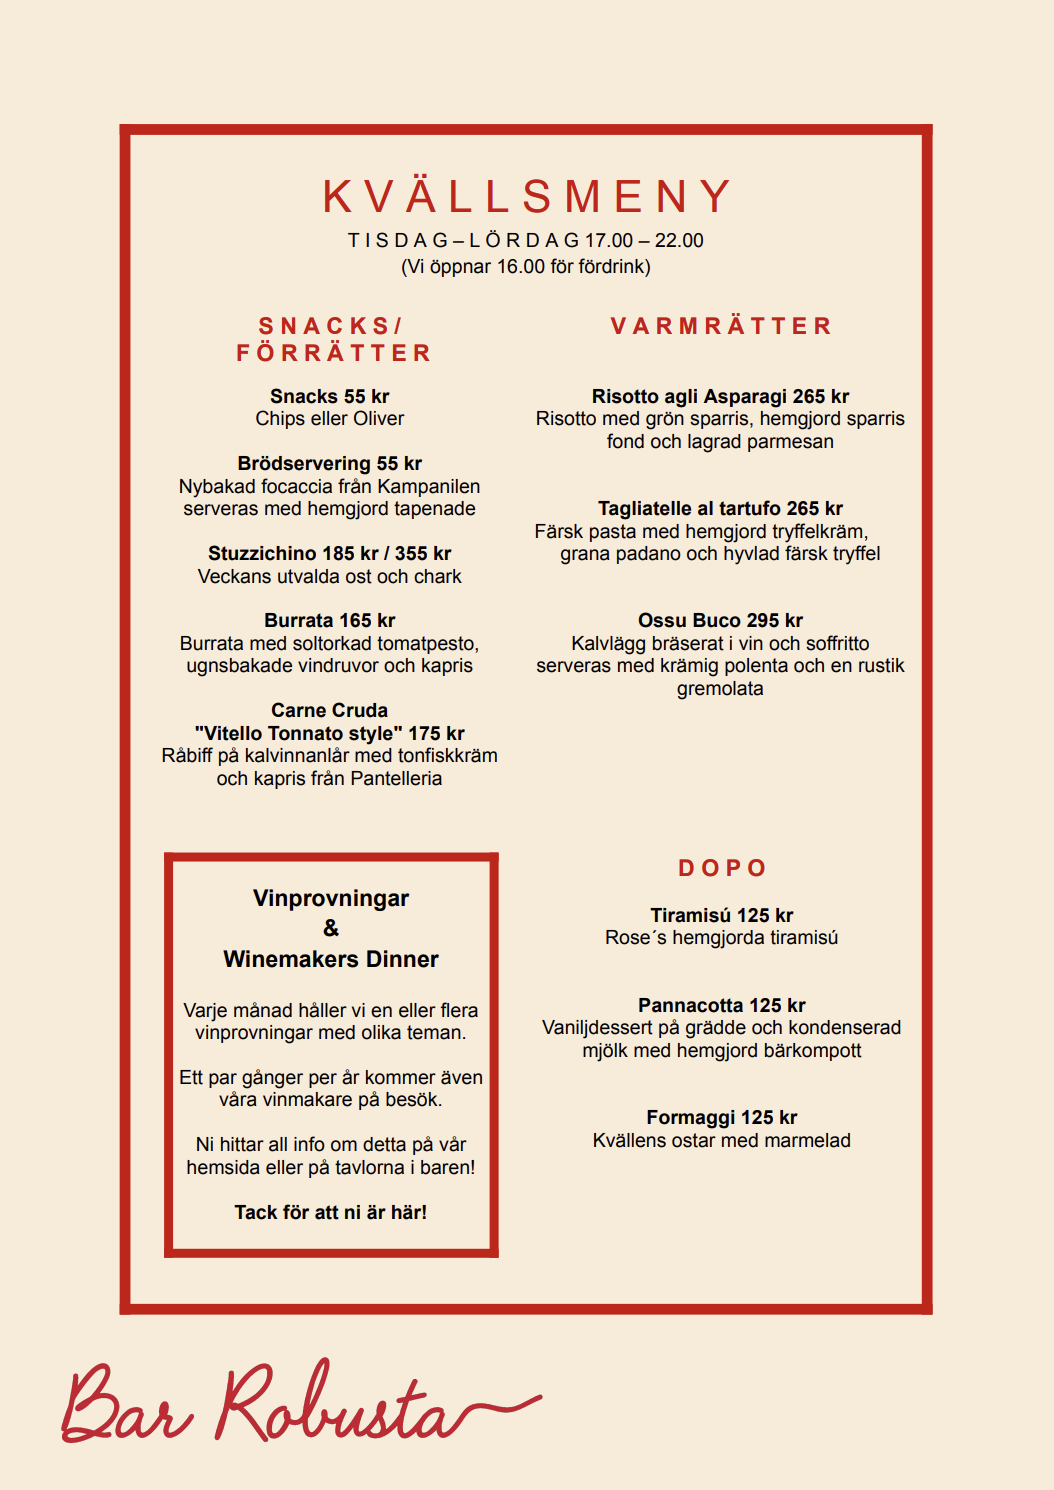 KVÄLLSMENY
TISDAG–LÖRDAG 17.00 – 22.00
(Vi öppnar 16.00 för fördrink)
SNACKS/
FÖRRÄTTER
Snacks 55 kr
Chips eller Oliver
Brödservering 55 kr
Nybakad focaccia från Kampanilen
serveras med hemgjord tapenade
Stuzzichino 185 kr / 355 kr
Veckans utvalda ost och chark
Burrata 165 kr
Burrata med soltorkad tomatpesto,
ugnsbakade vindruvor och kapris
Carne Cruda
"Vitello Tonnato style" 175 kr
Råbiff på kalvinnanlår med tonfiskkräm
och kapris från Pantelleria
VARMRÄTTER
Risotto agli Asparagi 265 kr
Risotto med grön sparris, hemgjord sparris
fond och lagrad parmesan
Tagliatelle al tartufo 265 kr
Färsk pasta med hemgjord tryffelkräm,
grana padano och hyvlad färsk tryffel
Ossu Buco 295 kr
Kalvlägg bräserat i vin och soffritto
serveras med krämig polenta och en rustik
gremolata
Vinprovningar
&
Winemakers Dinner
Varje månad håller vi en eller flera
vinprovningar med olika teman.
Ett par gånger per år kommer även
våra vinmakare på besök.
Ni hittar all info om detta på vår
hemsida eller på tavlorna i baren!
Tack för att ni är här!
DOPO
Tiramisú 125 kr
Rose´s hemgjorda tiramisú
Pannacotta 125 kr
Vaniljdessert på grädde och kondenserad
mjölk med hemgjord bärkompott
Formaggi 125 kr
Kvällens ostar med marmelad
Bar Robusta